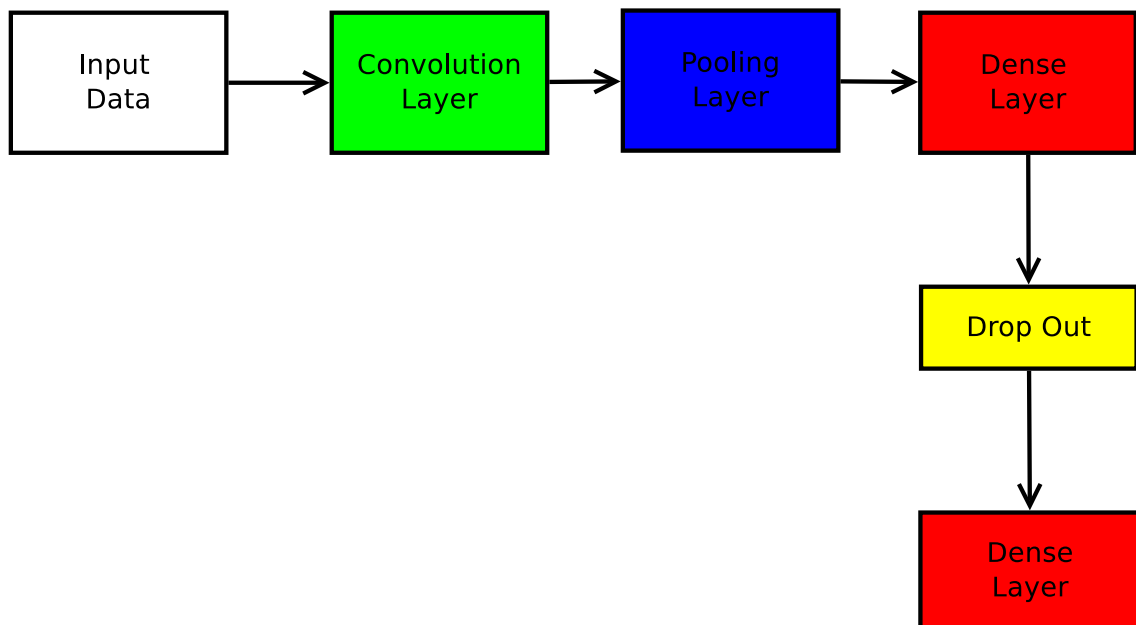 Input
Data
Convolution
Layer
Pooling
Layer
Dense
Layer
Drop Out
Dense
Layer